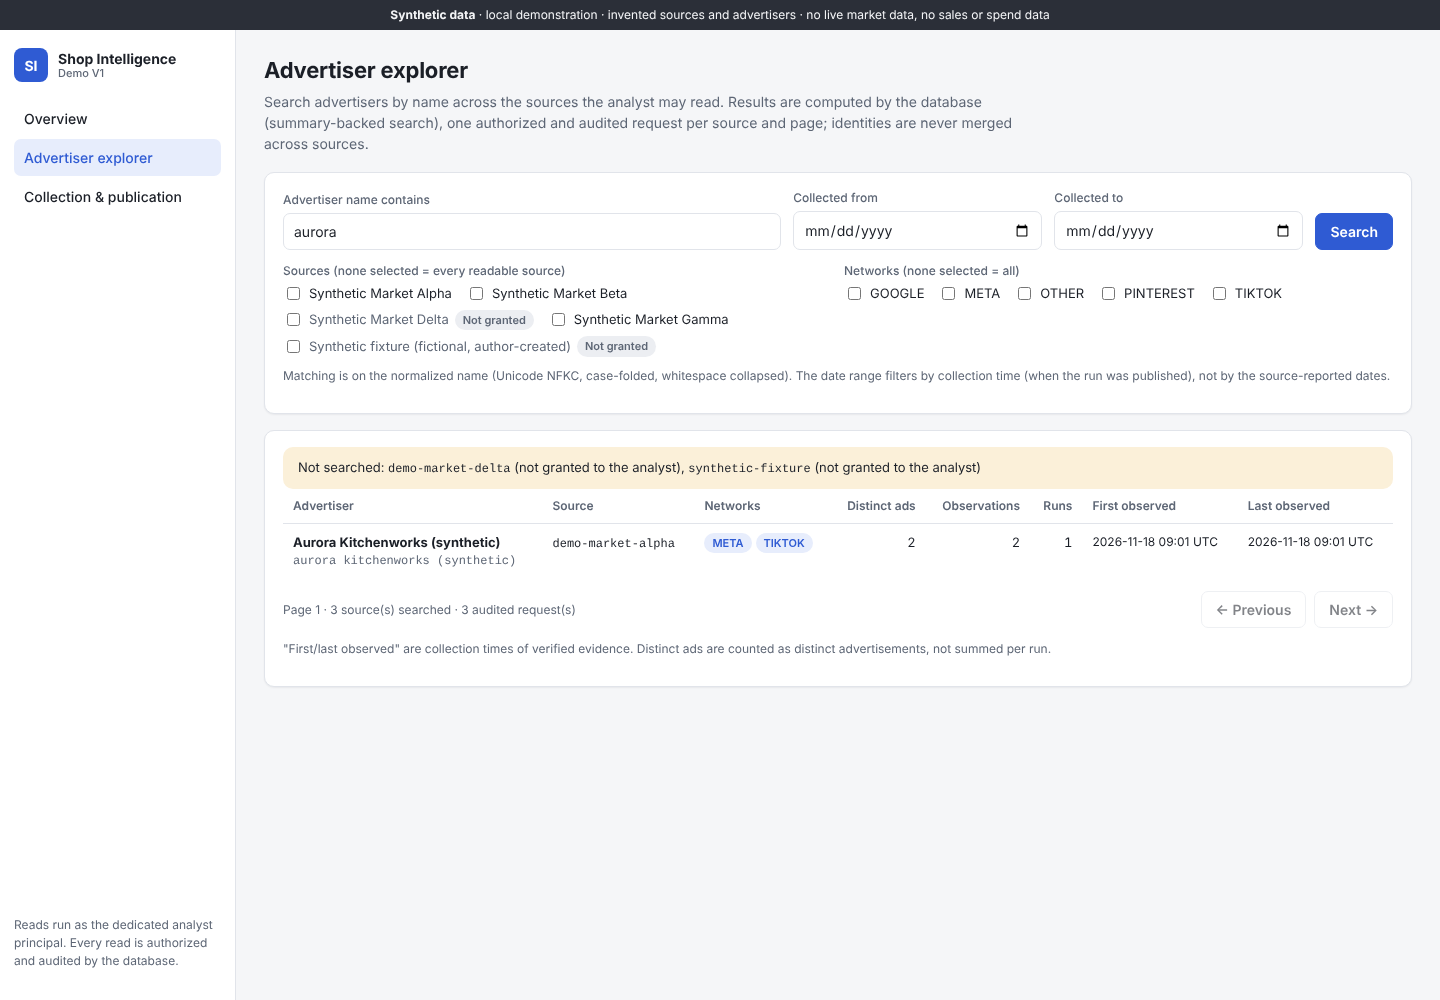 Synthetic data · local demonstration · invented sources and advertisers · no live market data, no sales or spend data
SI
Shop Intelligence
Demo V1
Overview
Advertiser explorer
Collection & publication
Reads run as the dedicated analyst
principal. Every read is authorized
and audited by the database.
Advertiser explorer
Search advertisers by name across the sources the analyst may read. Results are computed by the database
(summary-backed search), one authorized and audited request per source and page; identities are never merged
across sources.
Advertiser name contains
Collected from
Collected to
aurora
mm/dd/yyyy
mm/dd/yyyy
Search
Sources (none selected = every readable source)
Synthetic Market Alpha Synthetic Market Beta
Synthetic Market Delta Not granted Synthetic Market Gamma
Synthetic fixture (fictional, author-created) Not granted
Networks (none selected = all)
GOOGLE META OTHER PINTEREST TIKTOK
Matching is on the normalized name (Unicode NFKC, case-folded, whitespace collapsed). The date range filters by collection time (when the run was published), not by the source-reported dates.
Not searched: demo-market-delta (not granted to the analyst), synthetic-fixture (not granted to the analyst)
Advertiser Source Networks Distinct ads Observations Runs First observed Last observed
Aurora Kitchenworks (synthetic) demo-market-alpha META TIKTOK 2 2 1 2026-11-18 09:01 UTC 2026-11-18 09:01 UTC
aurora kitchenworks (synthetic)
Page 1 · 3 source(s) searched · 3 audited request(s)
← Previous Next →
"First/last observed" are collection times of verified evidence. Distinct ads are counted as distinct advertisements, not summed per run.